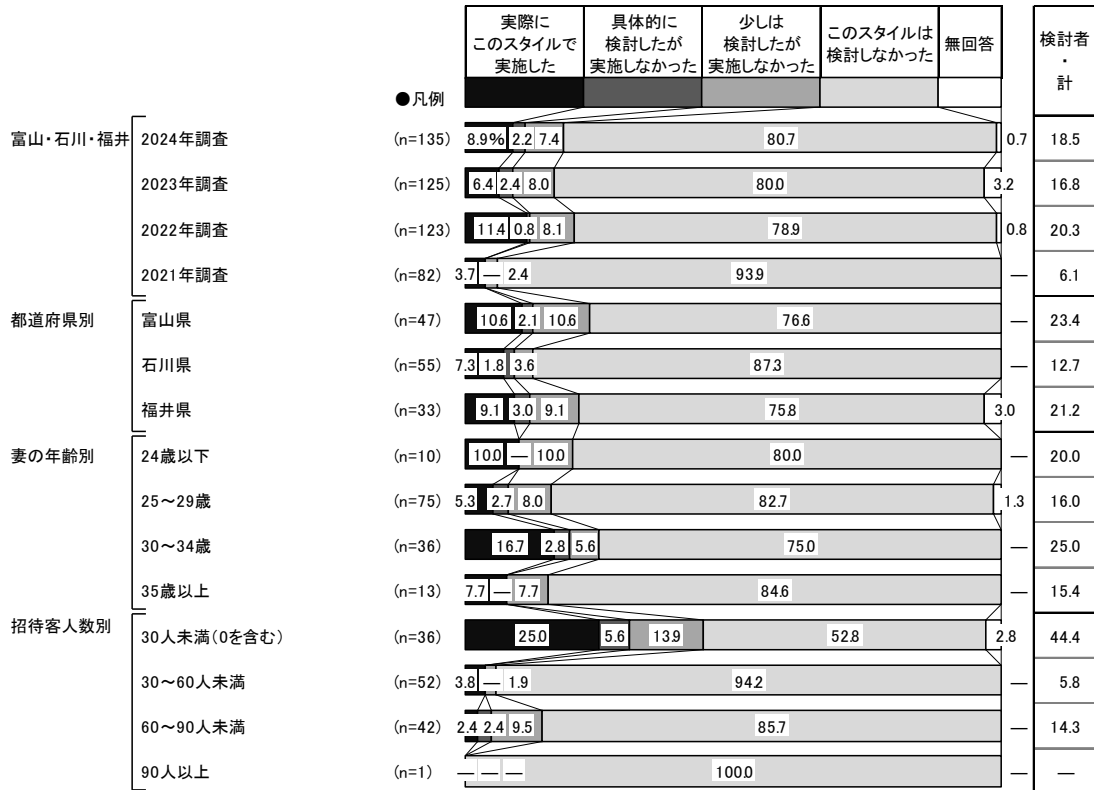 実際に
このスタイルで
実施した
具体的に
検討したが
実施しなかった
少しは
検討したが
実施しなかった
このスタイルは
検討しなかった
無回答
検討者
・
計
●凡例
富山・石川・福井 2024年調査 (n=135) 8.9% 2.2 7.4 80.7 0.7 18.5
2023年調査 (n=125) 6.4 2.4 8.0 80.0 3.2 16.8
2022年調査 (n=123) 11.4 0.8 8.1 78.9 0.8 20.3
2021年調査 (n=82) 3.7 — 2.4 93.9 — 6.1
都道府県別 富山県 (n=47) 10.6 2.1 10.6 76.6 — 23.4
石川県 (n=55) 7.3 1.8 3.6 87.3 — 12.7
福井県 (n=33) 9.1 3.0 9.1 75.8 3.0 21.2
妻の年齢別 24歳以下 (n=10) 10.0 — 10.0 80.0 — 20.0
25～29歳 (n=75) 5.3 2.7 8.0 82.7 1.3 16.0
30～34歳 (n=36) 16.7 2.8 5.6 75.0 — 25.0
35歳以上 (n=13) 7.7 — 7.7 84.6 — 15.4
招待客人数別 30人未満（0を含む） (n=36) 25.0 5.6 13.9 52.8 2.8 44.4
30～60人未満 (n=52) 3.8 — 1.9 94.2 — 5.8
60～90人未満 (n=42) 2.4 2.4 9.5 85.7 — 14.3
90人以上 (n=1) — — — 100.0 — —